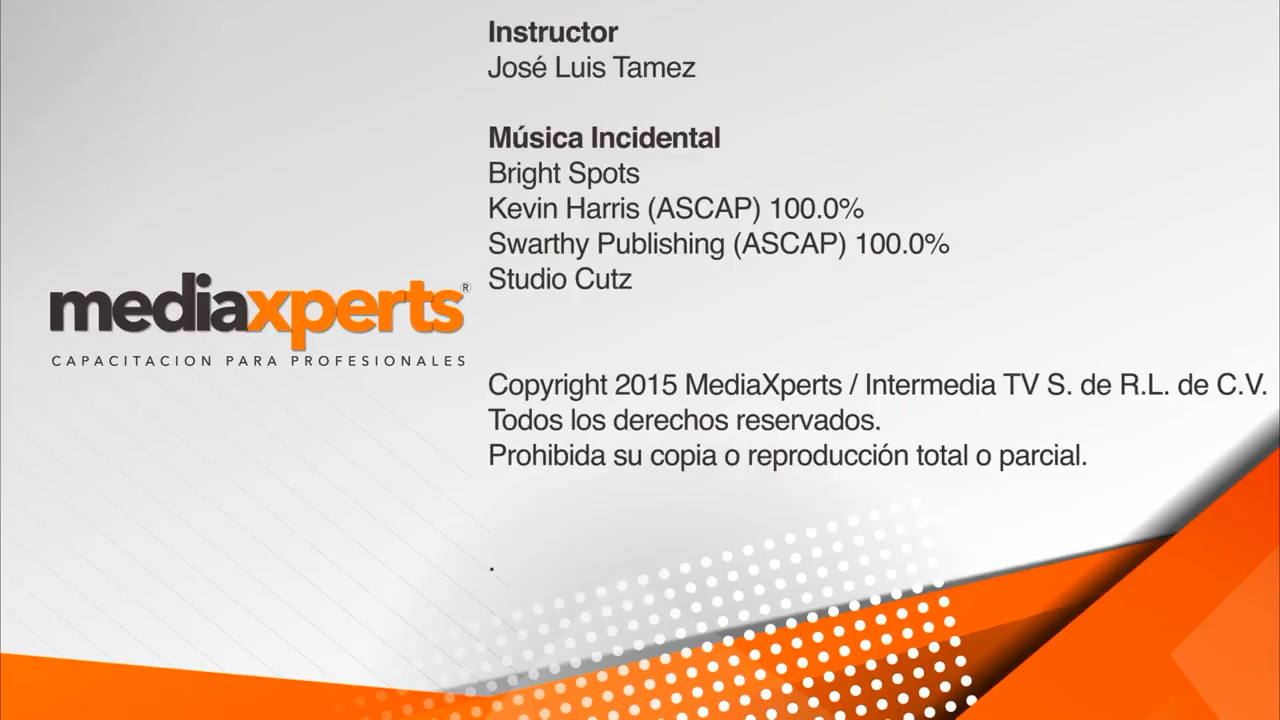 Instructor
José Luis Tamez
Música Incidental
Bright Spots
Kevin Harris (ASCAP) 100.0%
Swarthy Publishing (ASCAP) 100.0%
Studio Cutz
mediaxperts®
CAPACITACION PARA PROFESIONALES
Copyright 2015 MediaXperts / Intermedia TV S. de R.L. de C.V.
Todos los derechos reservados.
Prohibida su copia o reproducción total o parcial.
.